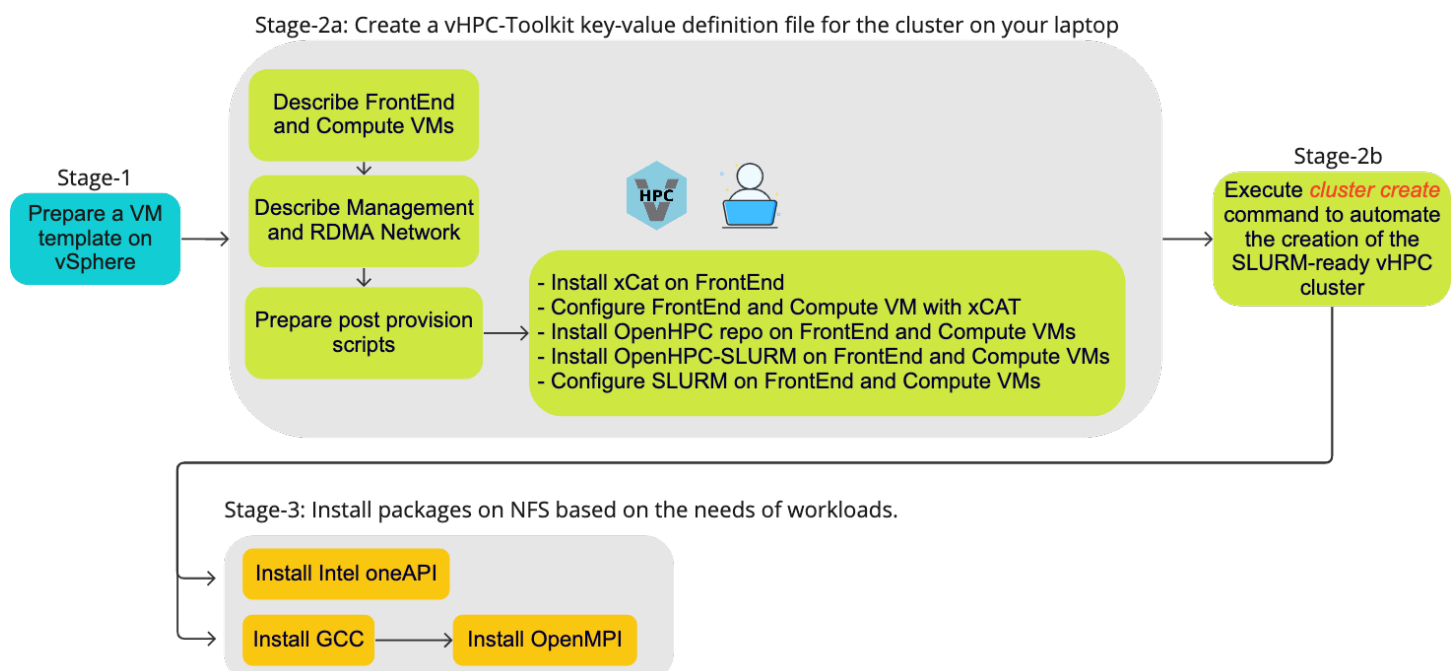 Stage-2a: Create a vHPC-Toolkit key-value definition file for the cluster on your laptop
Describe FrontEnd
and Compute VMs
Stage-1
Prepare a VM
template on
vSphere
Describe Management
and RDMA Network
HPC
V
Prepare post provision
scripts
- Install xCat on FrontEnd
- Configure FrontEnd and Compute VM with xCAT
- Install OpenHPC repo on FrontEnd and Compute VMs
- Install OpenHPC-SLURM on FrontEnd and Compute VMs
- Configure SLURM on FrontEnd and Compute VMs
Stage-2b
Execute cluster create
command to automate
the creation of the
SLURM-ready vHPC
cluster
Stage-3: Install packages on NFS based on the needs of workloads.
Install Intel oneAPI
Install GCC
Install OpenMPI